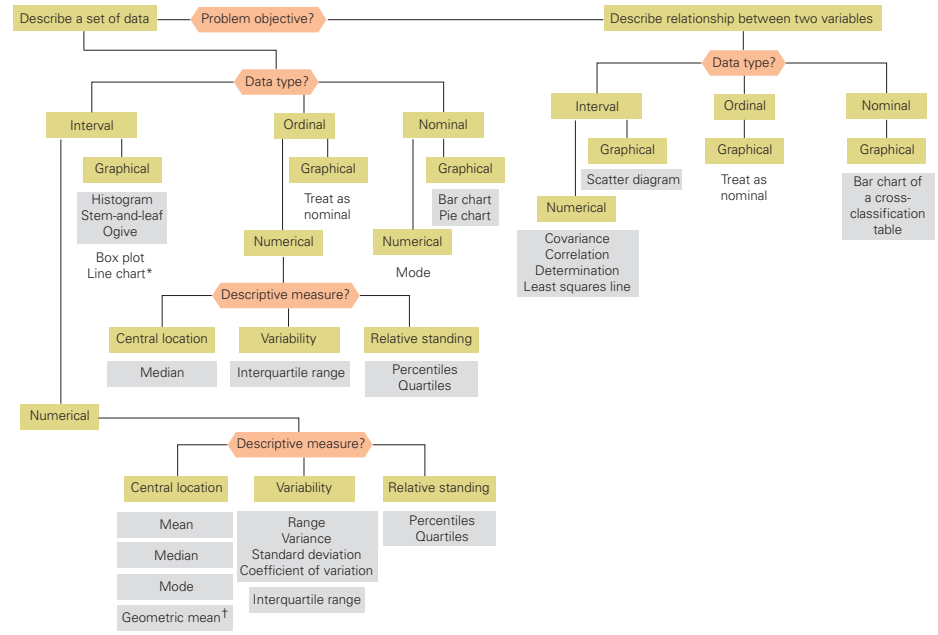 Describe a set of data
Problem objective?
Describe relationship between two variables
Data type?
Interval
Graphical
Histogram
Stem-and-leaf
Ogive
Box plot
Line chart*
Ordinal
Graphical
Treat as
nominal
Numerical
Nominal
Graphical
Bar chart
Pie chart
Numerical
Mode
Descriptive measure?
Central location
Median
Variability
Interquartile range
Relative standing
Percentiles
Quartiles
Numerical
Descriptive measure?
Central location
Mean
Median
Mode
Geometric mean†
Variability
Range
Variance
Standard deviation
Coefficient of variation
Interquartile range
Relative standing
Percentiles
Quartiles
Data type?
Interval
Graphical
Scatter diagram
Numerical
Covariance
Correlation
Determination
Least squares line
Ordinal
Graphical
Treat as
nominal
Nominal
Graphical
Bar chart of
a cross-
classification
table